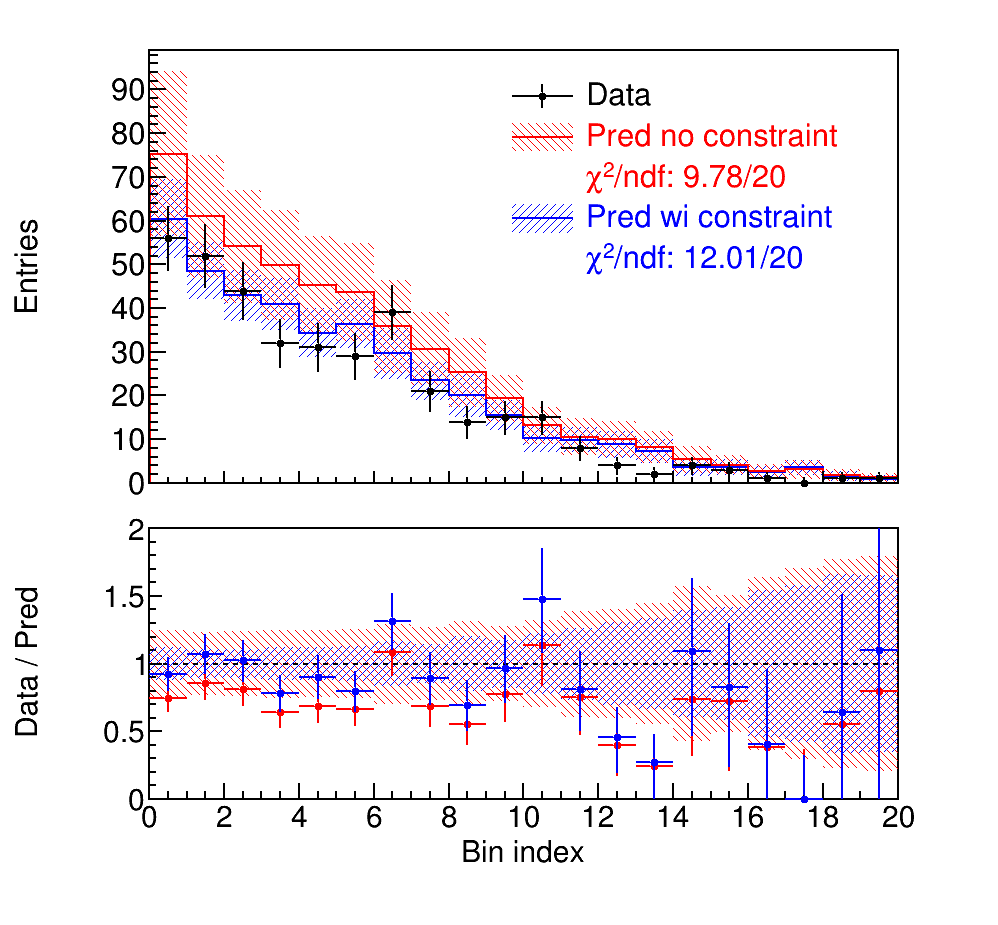 Entries
90
80
70
60
50
40
30
20
10
0
Data
Pred no constraint
χ²/ndf: 9.78/20
Pred wi constraint
χ²/ndf: 12.01/20
Data / Pred
2
1.5
1
0.5
0
0 2 4 6 8 10 12 14 16 18 20
Bin index